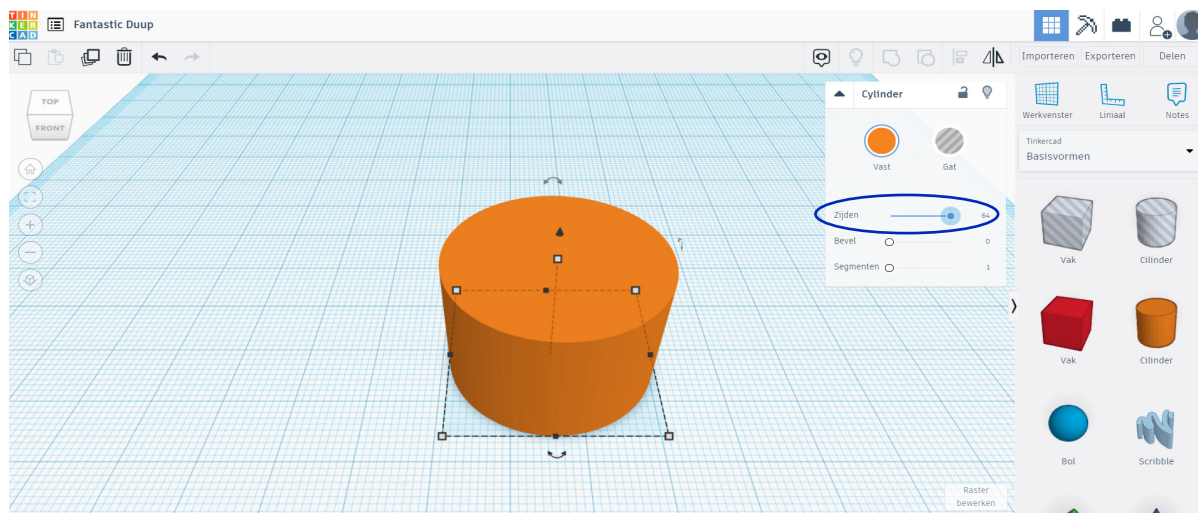 TIN
KER
CAD
Fantastic Duup
Importeren Exporteren Delen
TOP
FRONT
Cylinder
Vast Gat
Zijden 64
Bevel 0
Segmenten 1
Werkvenster Liniaal Notes
Tinkercad
Basisvormen
Vak Cilinder
Vak Cilinder
Bol Scribble
Raster
bewerken